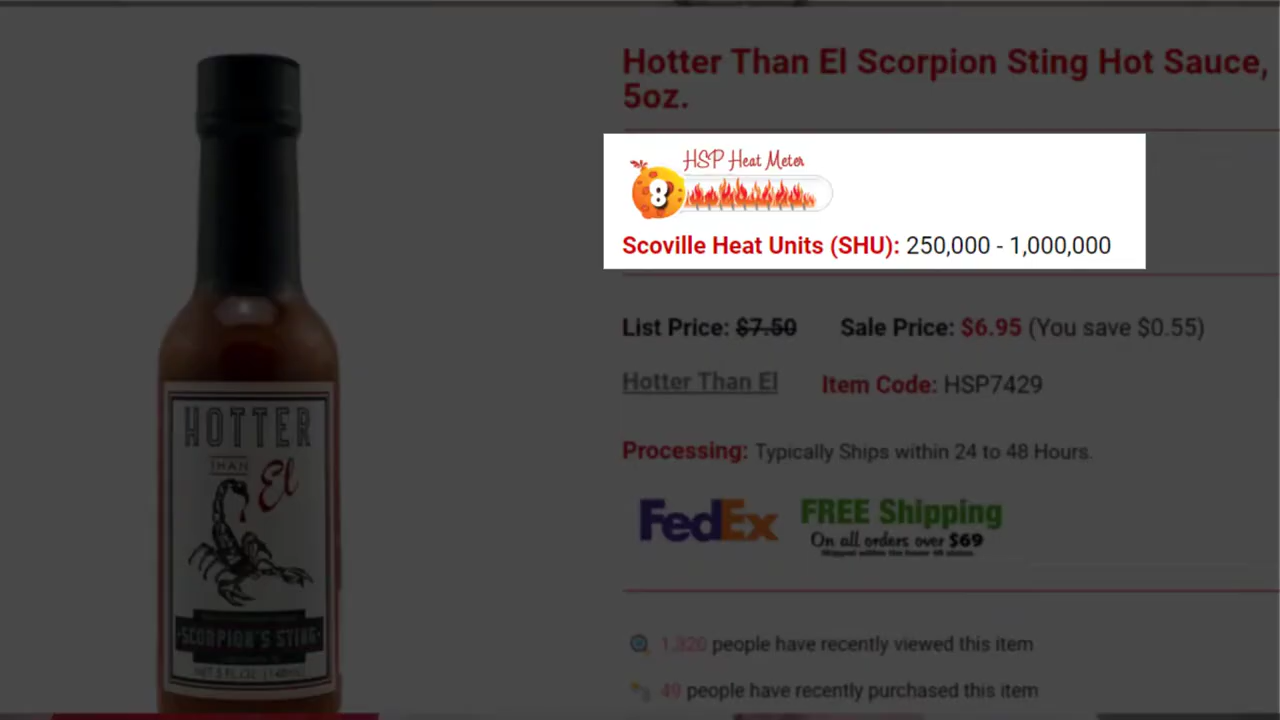 Hotter Than El Scorpion Sting Hot Sauce,
5oz.
HSP Heat Meter
8
Scoville Heat Units (SHU): 250,000 - 1,000,000
List Price: $7.50 Sale Price: $6.95 (You save $0.55)
Hotter Than El Item Code: HSP7429
Processing: Typically Ships within 24 to 48 Hours.
FedEx FREE Shipping
On all orders over $69
1,320 people have recently viewed this item
49 people have recently purchased this item
HOTTER
THAN
El
SCORPION'S STING